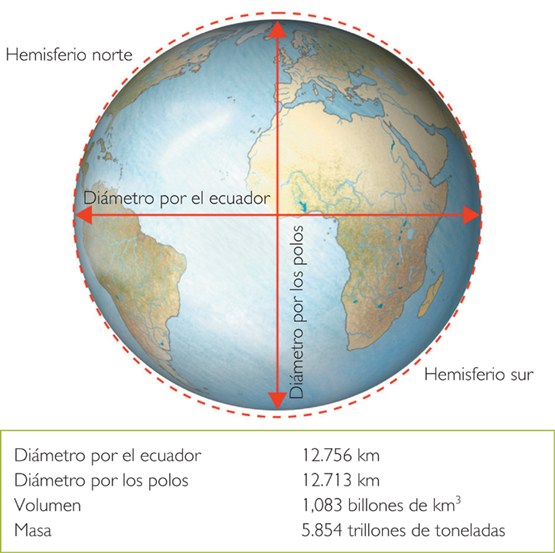 Hemisferio norte
Diámetro por el ecuador
Diámetro por los polos
Hemisferio sur
Diámetro por el ecuador 12.756 km
Diámetro por los polos 12.713 km
Volumen 1,083 billones de km³
Masa 5.854 trillones de toneladas